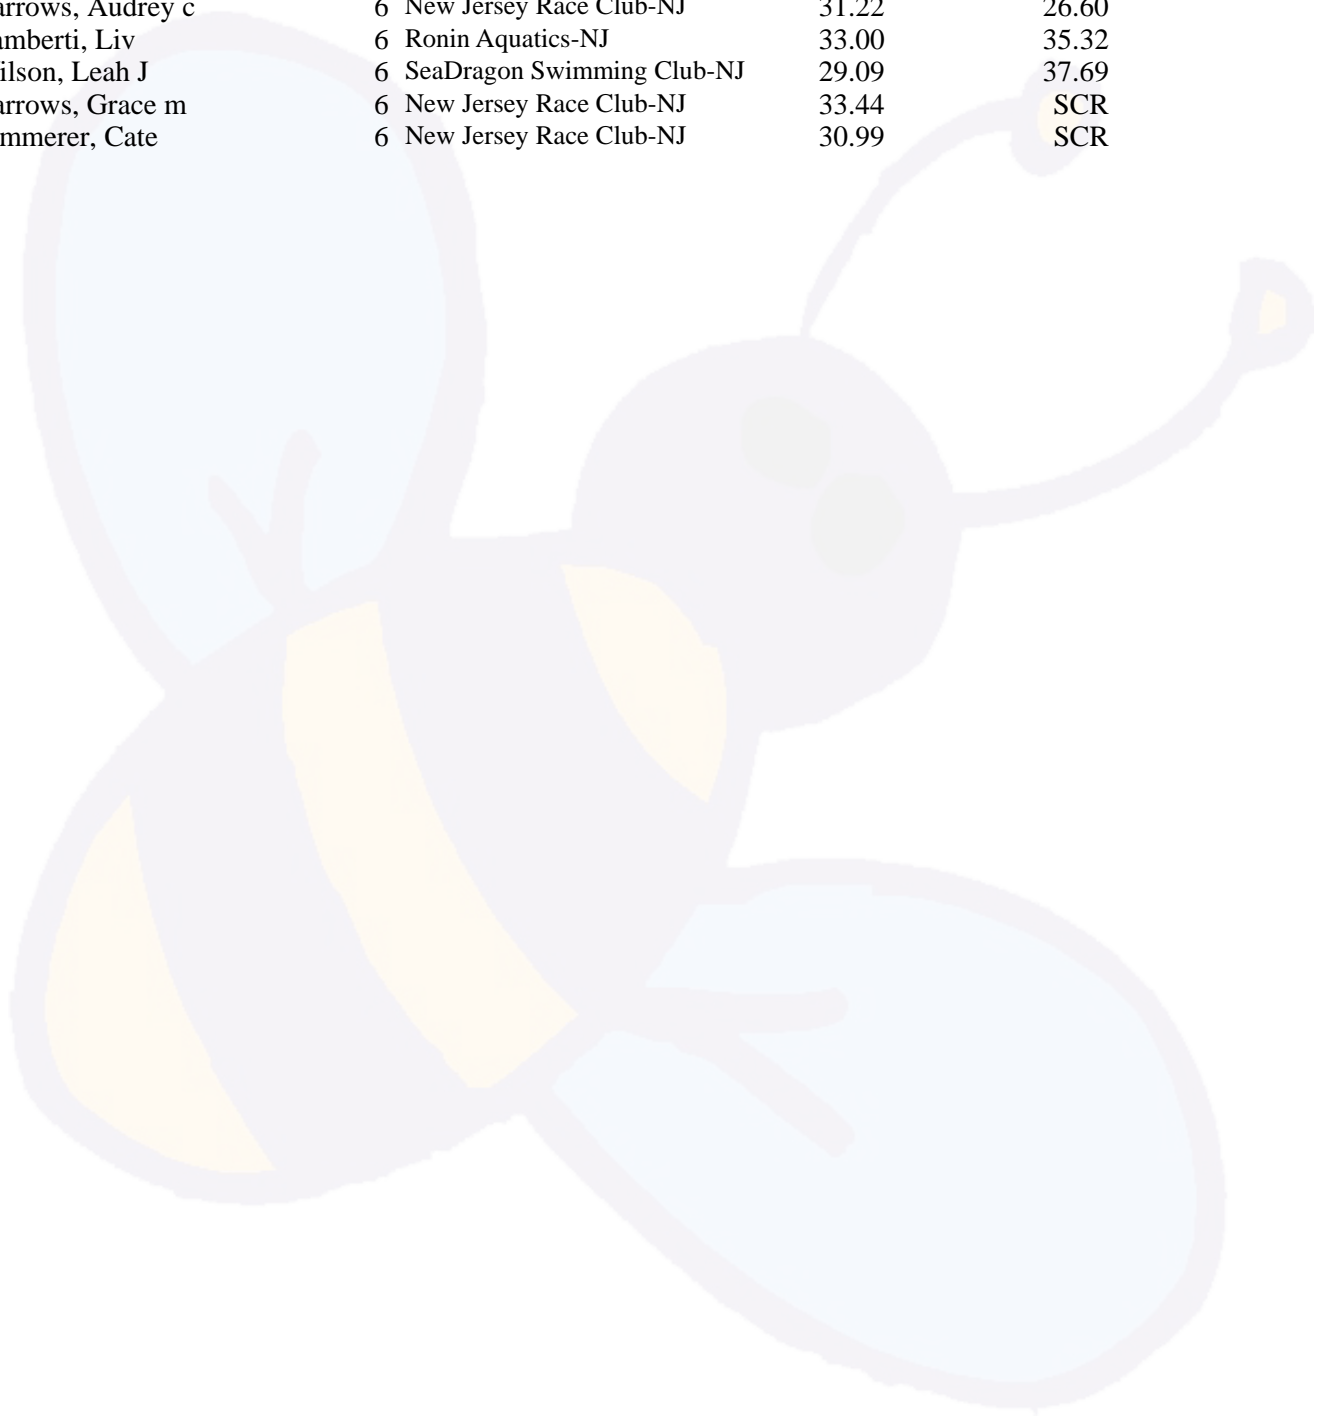 arrows, Audrey c 6 New Jersey Race Club-NJ 31.22 26.60
amberti, Liv 6 Ronin Aquatics-NJ 33.00 35.32
ilson, Leah J 6 SeaDragon Swimming Club-NJ 29.09 37.69
arrows, Grace m 6 New Jersey Race Club-NJ 33.44 SCR
mmerer, Cate 6 New Jersey Race Club-NJ 30.99 SCR